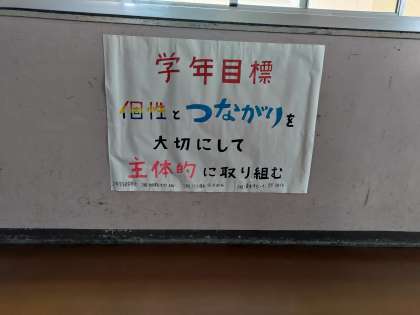 学年目標
個性とつながりを
大切にして
主体的に取り組む